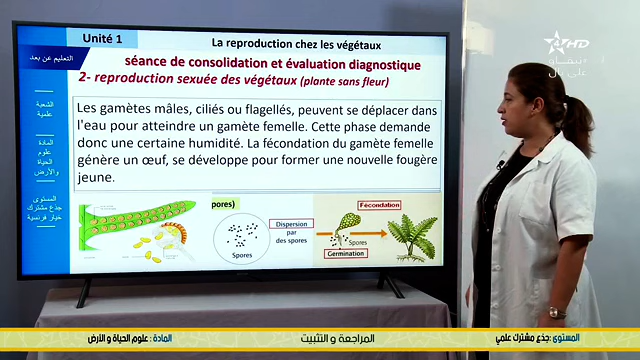 Unité 1
La reproduction chez les végétaux
التعليم عن بعد
séance de consolidation et évaluation diagnostique
2- reproduction sexuée des végétaux (plante sans fleur)
الشعبة
علمية
المادة
علوم
الحياة
والأرض
المستوى
جذع مشترك
خيار فرنسية
Les gamètes mâles, ciliés ou flagellés, peuvent se déplacer dans
l'eau pour atteindre un gamète femelle. Cette phase demande
donc une certaine humidité. La fécondation du gamète femelle
génère un œuf, se développe pour former une nouvelle fougère
jeune.
pores)
Spores
Dispersion
par
des spores
Fécondation
Spores
Germination
4HD
المستوى :جذع مشترك علمي
المراجعة و التثبيت
المادة : علوم الحياة و الأرض